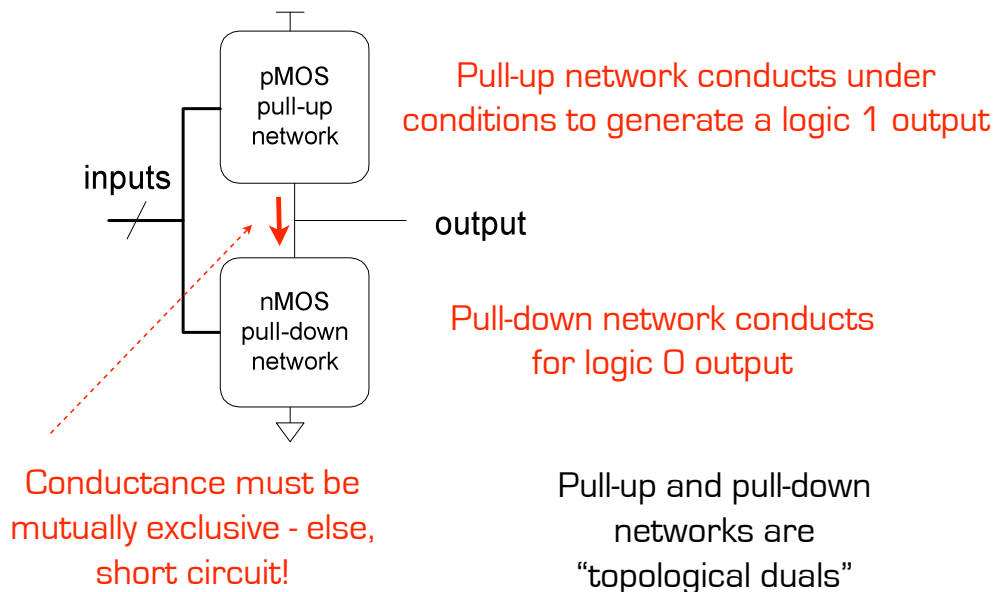 pMOS
pull-up
network
Pull-up network conducts under
conditions to generate a logic 1 output
inputs
output
nMOS
pull-down
network
Pull-down network conducts
for logic 0 output
Conductance must be
mutually exclusive - else,
short circuit!
Pull-up and pull-down
networks are
“topological duals”